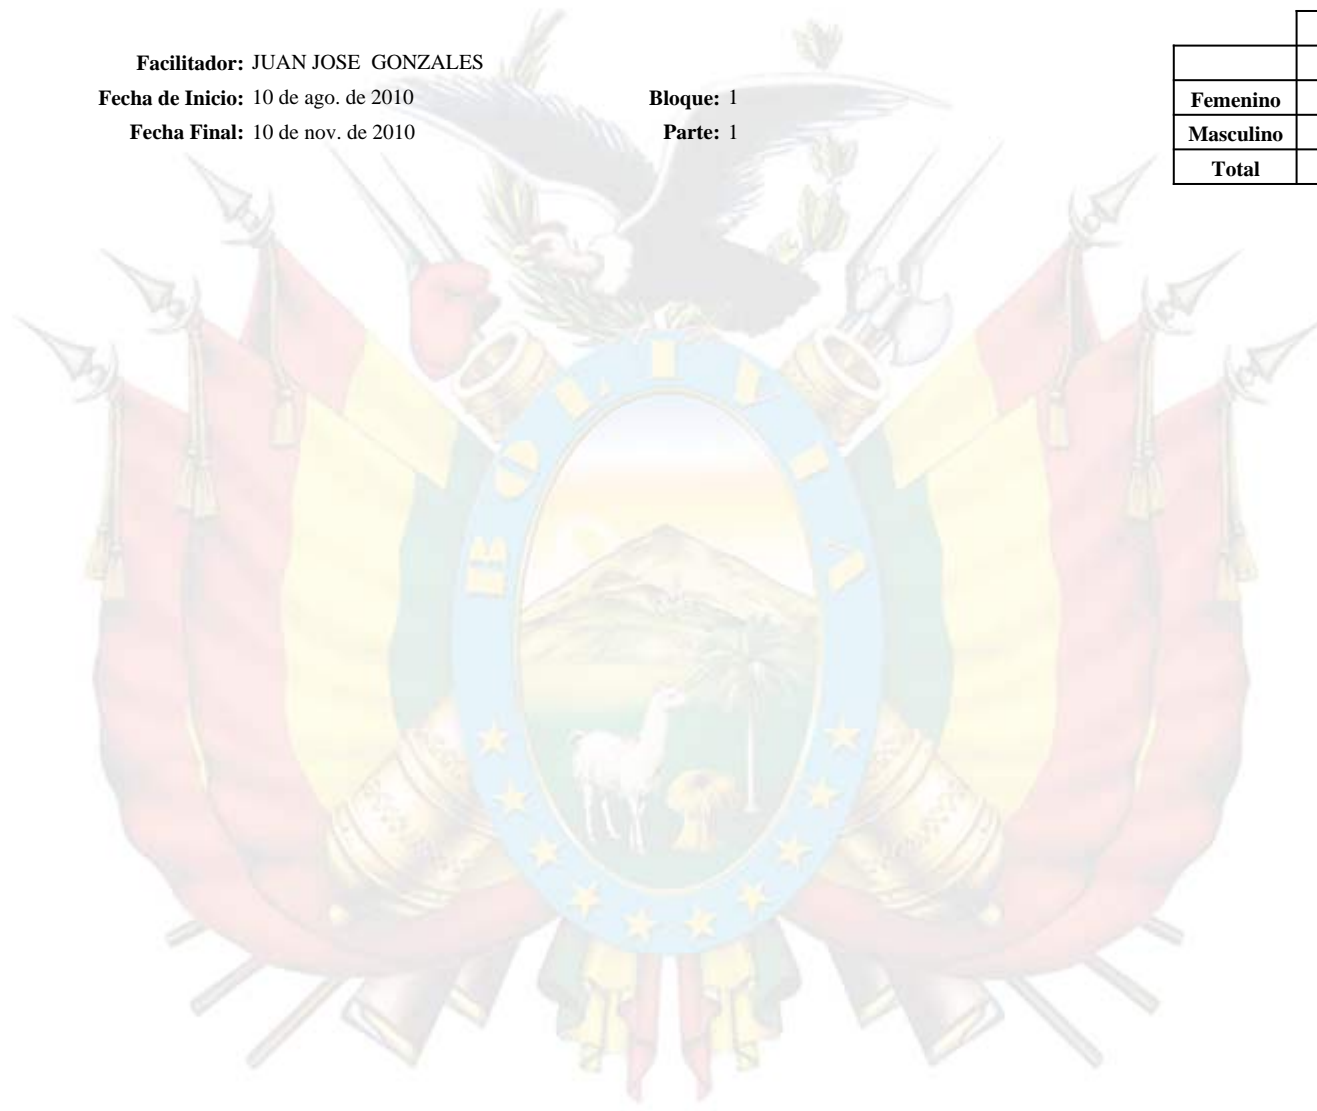 Facilitador: JUAN JOSE GONZALES
Fecha de Inicio: 10 de ago. de 2010 Bloque: 1
Fecha Final: 10 de nov. de 2010 Parte: 1
Femenino
Masculino
Total
BOLIVIA